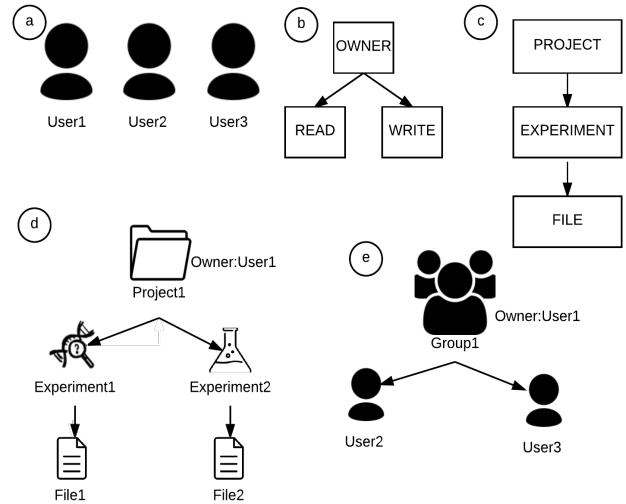 a
User1
User2
User3
b
OWNER
READ
WRITE
c
PROJECT
EXPERIMENT
FILE
d
Owner:User1
Project1
?
Experiment1
Experiment2
File1
File2
e
Owner:User1
Group1
User2
User3